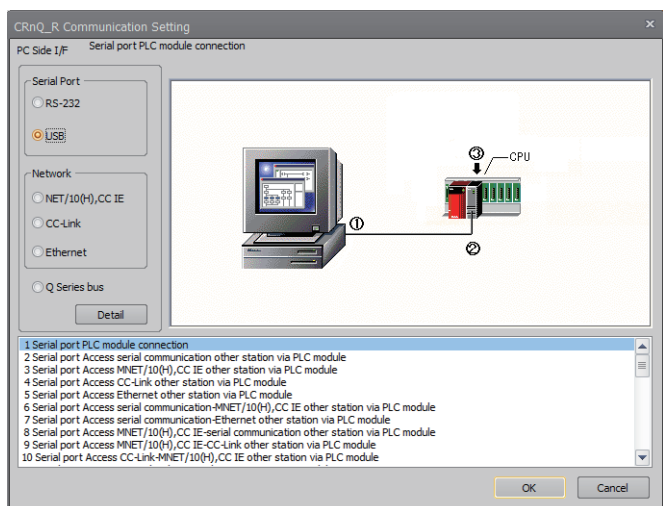 CRnQ_R Communication Setting
PC Side I/F Serial port PLC module connection
Serial Port
RS-232
USB
Network
NET/10(H),CC IE
CC-Link
Ethernet
Q Series bus
Detail
③
CPU
①
②
1 Serial port PLC module connection
2 Serial port Access serial communication other station via PLC module
3 Serial port Access MNET/10(H),CC IE other station via PLC module
4 Serial port Access CC-Link other station via PLC module
5 Serial port Access Ethernet other station via PLC module
6 Serial port Access serial communication-MNET/10(H),CC IE other station via PLC module
7 Serial port Access serial communication-Ethernet other station via PLC module
8 Serial port Access MNET/10(H),CC IE-serial communication other station via PLC module
9 Serial port Access MNET/10(H),CC IE-CC-Link other station via PLC module
10 Serial port Access CC-Link-MNET/10(H),CC IE other station via PLC module
OK Cancel